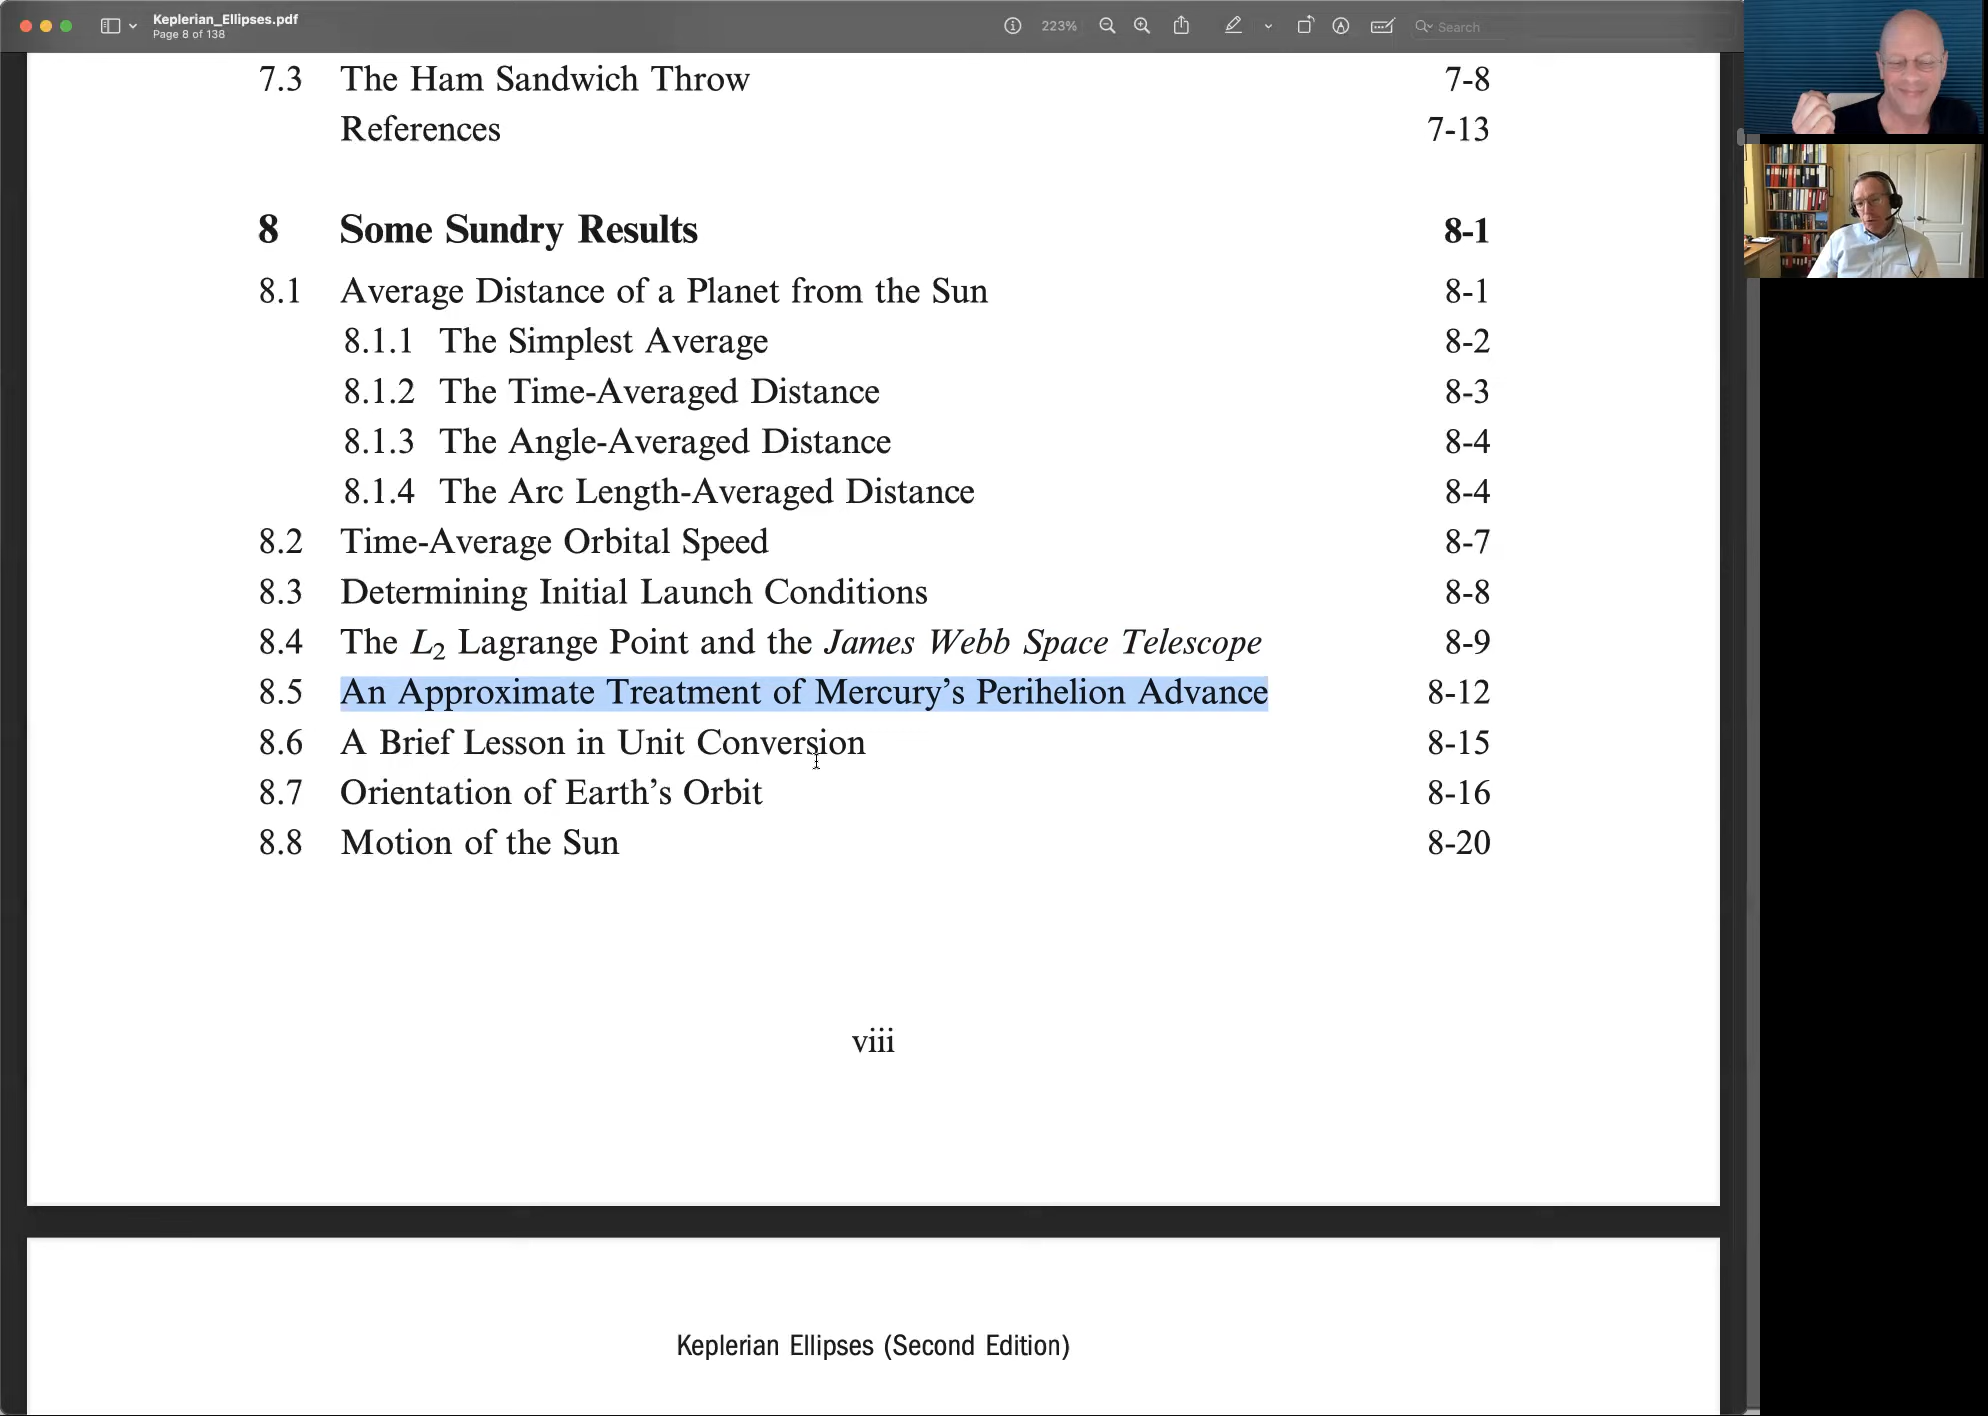 Keplerian_Ellipses.pdf
Page 8 of 138
223%
Search
7.3 The Ham Sandwich Throw 7-8
References 7-13
8 Some Sundry Results 8-1
8.1 Average Distance of a Planet from the Sun 8-1
8.1.1 The Simplest Average 8-2
8.1.2 The Time-Averaged Distance 8-3
8.1.3 The Angle-Averaged Distance 8-4
8.1.4 The Arc Length-Averaged Distance 8-4
8.2 Time-Average Orbital Speed 8-7
8.3 Determining Initial Launch Conditions 8-8
8.4 The L₂ Lagrange Point and the James Webb Space Telescope 8-9
8.5 An Approximate Treatment of Mercury’s Perihelion Advance 8-12
8.6 A Brief Lesson in Unit Conversion 8-15
8.7 Orientation of Earth’s Orbit 8-16
8.8 Motion of the Sun 8-20
viii
Keplerian Ellipses (Second Edition)